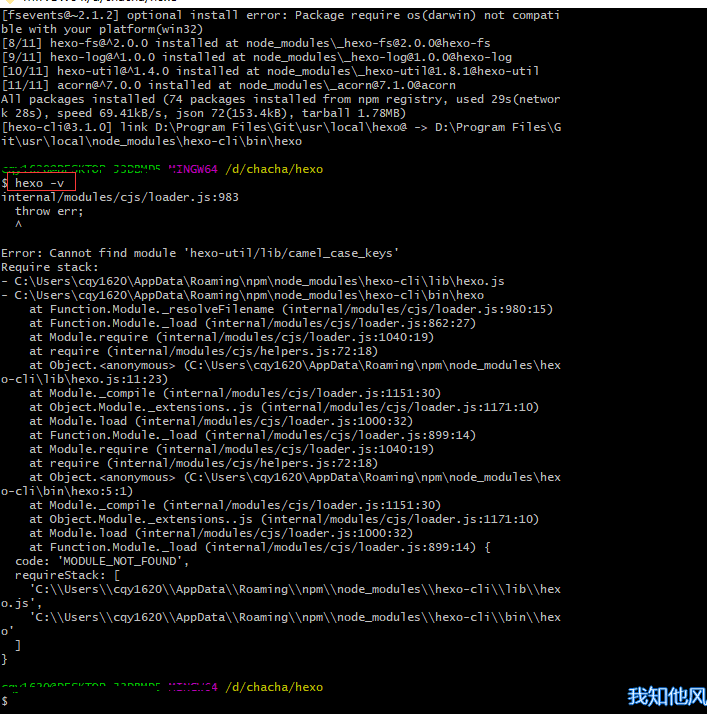 [fsevents@~2.1.2] optional install error: Package require os(darwin) not compati
ble with your platform(win32)
[8/11] hexo-fs@^2.0.0 installed at node_modules\_hexo-fs@2.0.0@hexo-fs
[9/11] hexo-log@^1.0.0 installed at node_modules\_hexo-log@1.0.0@hexo-log
[10/11] hexo-util@^1.4.0 installed at node_modules\_hexo-util@1.8.1@hexo-util
[11/11] acorn@^7.0.0 installed at node_modules\_acorn@7.1.0@acorn
All packages installed (74 packages installed from npm registry, used 29s(networ
k 28s), speed 69.41kB/s, json 72(153.4kB), tarball 1.78MB)
[hexo-cli@3.1.0] link D:\Program Files\Git\usr\local\hexo@ -> D:\Program Files\G
it\usr\local\node_modules\hexo-cli\bin\hexo
MINGW64 /d/chacha/hexo
$ hexo -v
internal/modules/cjs/loader.js:983
throw err;
^
Error: Cannot find module 'hexo-util/lib/camel_case_keys'
Require stack:
- C:\Users\cqy1620\AppData\Roaming\npm\node_modules\hexo-cli\lib\hexo.js
- C:\Users\cqy1620\AppData\Roaming\npm\node_modules\hexo-cli\bin\hexo
at Function.Module._resolveFilename (internal/modules/cjs/loader.js:980:15)
at Function.Module._load (internal/modules/cjs/loader.js:862:27)
at Module.require (internal/modules/cjs/loader.js:1040:19)
at require (internal/modules/cjs/helpers.js:72:18)
at Object.<anonymous> (C:\Users\cqy1620\AppData\Roaming\npm\node_modules\hex
o-cli\lib\hexo.js:11:23)
at Module._compile (internal/modules/cjs/loader.js:1151:30)
at Object.Module._extensions..js (internal/modules/cjs/loader.js:1171:10)
at Module.load (internal/modules/cjs/loader.js:1000:32)
at Function.Module._load (internal/modules/cjs/loader.js:899:14)
at Module.require (internal/modules/cjs/loader.js:1040:19)
at require (internal/modules/cjs/helpers.js:72:18)
at Object.<anonymous> (C:\Users\cqy1620\AppData\Roaming\npm\node_modules\hex
o-cli\bin\hexo:5:1)
at Module._compile (internal/modules/cjs/loader.js:1151:30)
at Object.Module._extensions..js (internal/modules/cjs/loader.js:1171:10)
at Module.load (internal/modules/cjs/loader.js:1000:32)
at Function.Module._load (internal/modules/cjs/loader.js:899:14) {
code: 'MODULE_NOT_FOUND',
requireStack: [
'C:\\Users\\cqy1620\\AppData\\Roaming\\npm\\node_modules\\hexo-cli\\lib\\hex
o.js',
'C:\\Users\\cqy1620\\AppData\\Roaming\\npm\\node_modules\\hexo-cli\\bin\\hex
o'
]
}
/d/chacha/hexo
$
我知他风